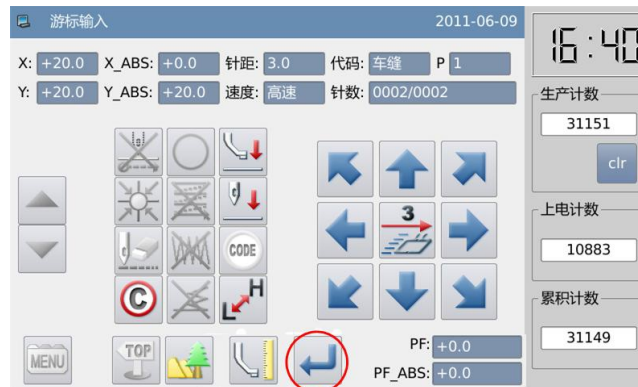 游标输入 2011-06-09
16:40
X: +20.0 X_ABS: +0.0 针距: 3.0 代码: 车缝 P 1
Y: +20.0 Y_ABS: +20.0 速度: 高速 针数: 0002/0002
生产计数
31151
clr
上电计数
10883
累积计数
31149
3
CODE
C
H
L
MENU
TOP
PF: +0.0
PF_ABS: +0.0